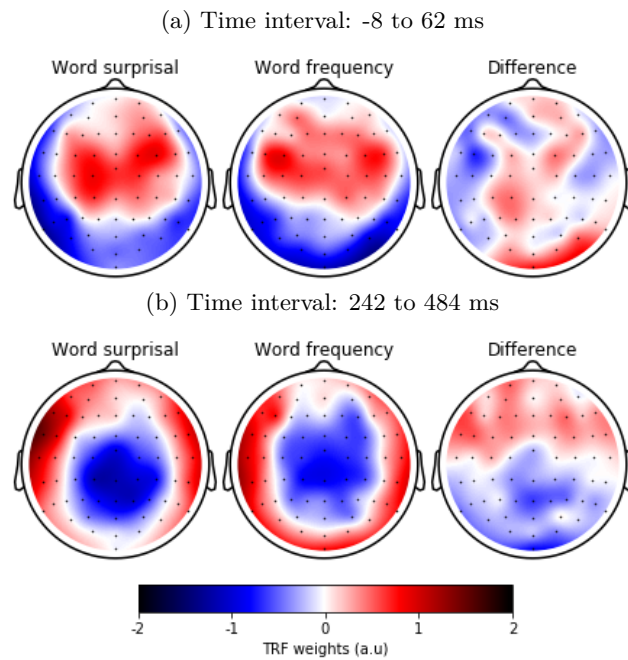 (a) Time interval: -8 to 62 ms
Word surprisal Word frequency Difference
(b) Time interval: 242 to 484 ms
Word surprisal Word frequency Difference
-2 -1 0 1 2
TRF weights (a.u)